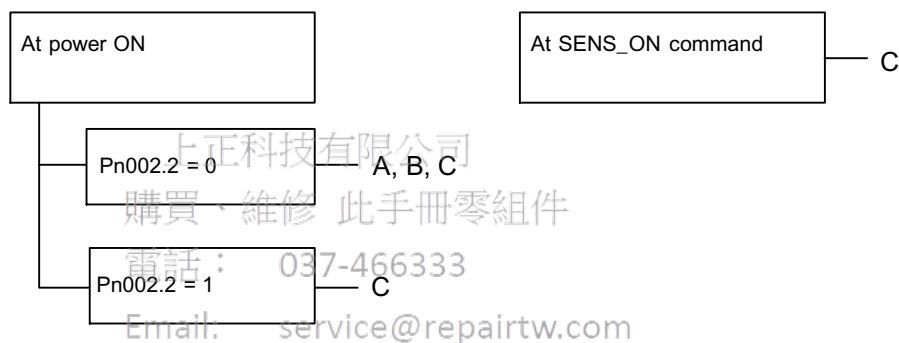 At power ON
At SENS_ON command
C
上正科技有限公司
Pn002.2 = 0
A, B, C
購買、維修 此手冊零組件
電話： 037-466333
Pn002.2 = 1
C
Email: service@repairtw.com